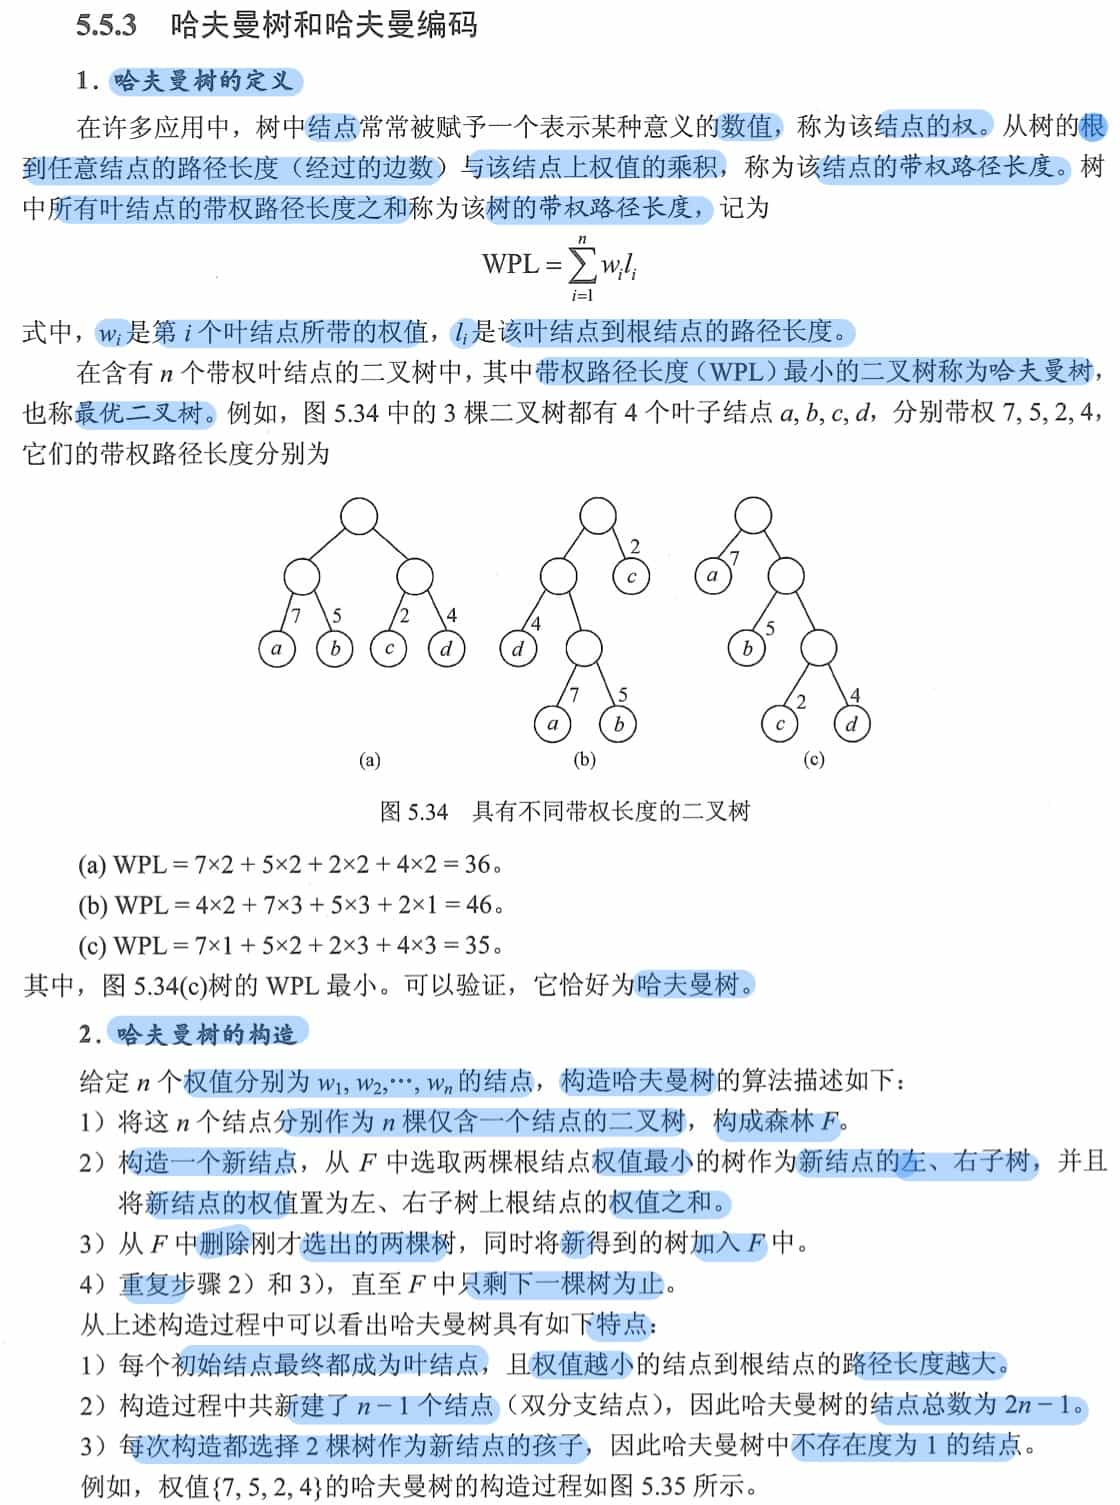 5.5.3 哈夫曼树和哈夫曼编码
1. 哈夫曼树的定义
在许多应用中，树中结点常常被赋予一个表示某种意义的数值，称为该结点的权。从树的根
到任意结点的路径长度（经过的边数）与该结点上权值的乘积，称为该结点的带权路径长度。树
中所有叶结点的带权路径长度之和称为该树的带权路径长度，记为
WPL = ∑ᵢ₌₁ⁿ wᵢlᵢ
式中，wᵢ是第 i 个叶结点所带的权值，lᵢ是该叶结点到根结点的路径长度。
在含有 n 个带权叶结点的二叉树中，其中带权路径长度（WPL）最小的二叉树称为哈夫曼树，
也称最优二叉树。例如，图 5.34 中的 3 棵二叉树都有 4 个叶子结点 a, b, c, d，分别带权 7, 5, 2, 4，
它们的带权路径长度分别为
7 5 2 4
a b c d
(a)
2
c
4
d
7 5
a b
(b)
7
a
5
b
2 4
c d
(c)
图 5.34 具有不同带权长度的二叉树
(a) WPL = 7×2 + 5×2 + 2×2 + 4×2 = 36。
(b) WPL = 4×2 + 7×3 + 5×3 + 2×1 = 46。
(c) WPL = 7×1 + 5×2 + 2×3 + 4×3 = 35。
其中，图 5.34(c)树的 WPL 最小。可以验证，它恰好为哈夫曼树。
2. 哈夫曼树的构造
给定 n 个权值分别为 w₁, w₂,⋯, wₙ 的结点，构造哈夫曼树的算法描述如下：
1）将这 n 个结点分别作为 n 棵仅含一个结点的二叉树，构成森林 F。
2）构造一个新结点，从 F 中选取两棵根结点权值最小的树作为新结点的左、右子树，并且
将新结点的权值置为左、右子树上根结点的权值之和。
3）从 F 中删除刚才选出的两棵树，同时将新得到的树加入 F 中。
4）重复步骤 2）和 3），直至 F 中只剩下一棵树为止。
从上述构造过程中可以看出哈夫曼树具有如下特点：
1）每个初始结点最终都成为叶结点，且权值越小的结点到根结点的路径长度越大。
2）构造过程中共新建了 n − 1 个结点（双分支结点），因此哈夫曼树的结点总数为 2n − 1。
3）每次构造都选择 2 棵树作为新结点的孩子，因此哈夫曼树中不存在度为 1 的结点。
例如，权值{7, 5, 2, 4}的哈夫曼树的构造过程如图 5.35 所示。